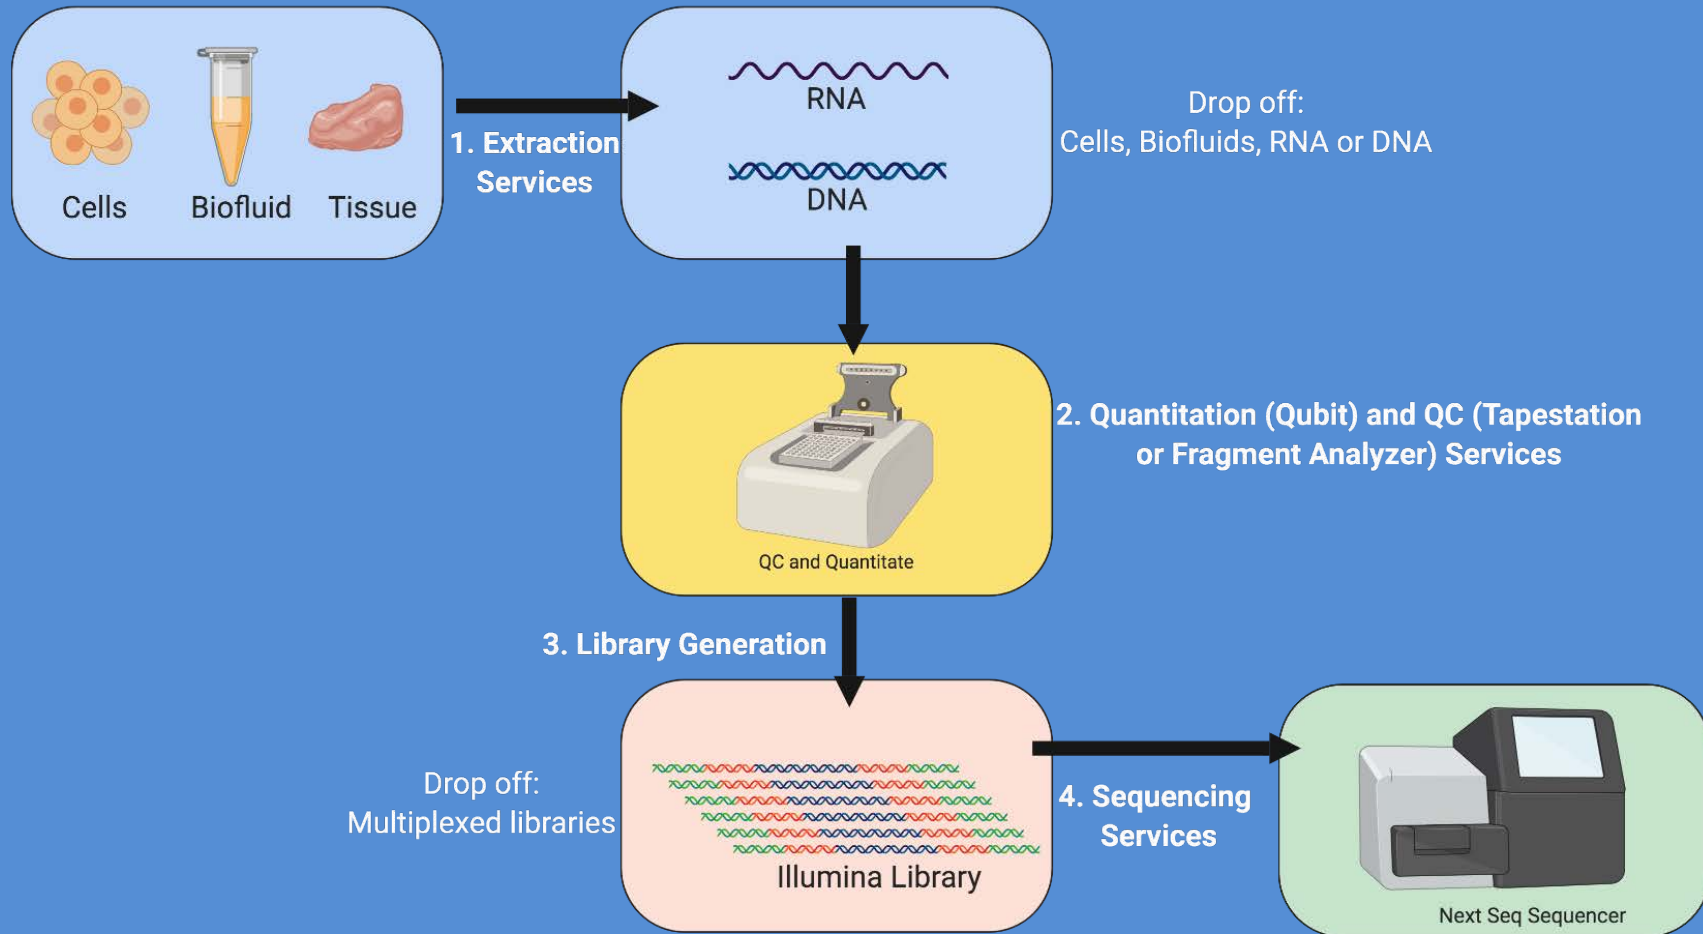 Cells
Biofluid
Tissue
1. Extraction
Services
RNA
DNA
Drop off:
Cells, Biofluids, RNA or DNA
QC and Quantitate
2. Quantitation (Qubit) and QC (Tapestation
or Fragment Analyzer) Services
3. Library Generation
Drop off:
Multiplexed libraries
Illumina Library
4. Sequencing
Services
Next Seq Sequencer